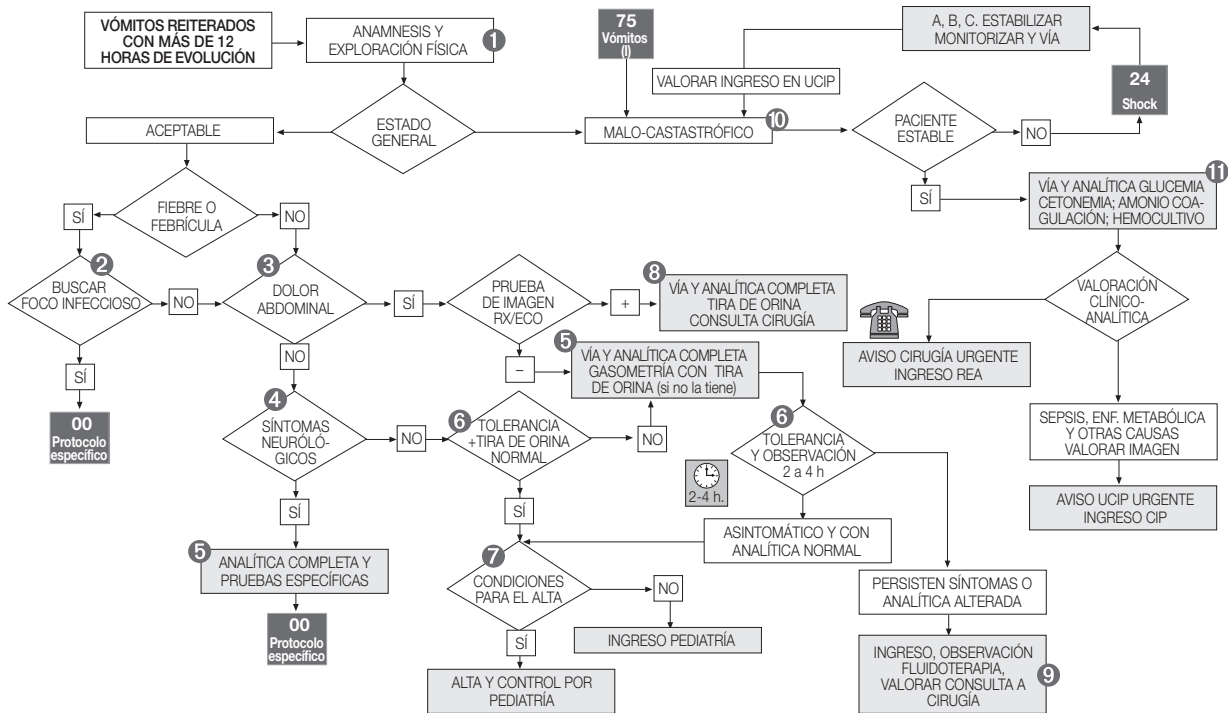 VÓMITOS REITERADOS
CON MÁS DE 12
HORAS DE EVOLUCIÓN
ANAMNESIS Y
EXPLORACIÓN FÍSICA
1
75
Vómitos
(I)
A, B, C. ESTABILIZAR
MONITORIZAR Y VÍA
VALORAR INGRESO EN UCIP
24
Shock
ACEPTABLE
ESTADO
GENERAL
MALO-CASTASTRÓFICO
10
PACIENTE
ESTABLE
NO
SÍ
11
VÍA Y ANALÍTICA GLUCEMIA
CETONEMIA; AMONIO COA-
GULACIÓN; HEMOCULTIVO
FIEBRE O
FEBRÍCULA
SÍ
NO
2
BUSCAR
FOCO INFECCIOSO
NO
3
DOLOR
ABDOMINAL
SÍ
PRUEBA
DE IMAGEN
RX/ECO
+
8
VÍA Y ANALÍTICA COMPLETA
TIRA DE ORINA
CONSULTA CIRUGÍA
VALORACIÓN
CLÍNICO-
ANALÍTICA
AVISO CIRUGÍA URGENTE
INGRESO REA
SÍ
NO
–
5
VÍA Y ANALÍTICA COMPLETA
GASOMETRÍA CON TIRA
DE ORINA (si no la tiene)
00
Protocolo
específico
4
SÍNTOMAS
NEURÓLÓ-
GICOS
NO
6
TOLERANCIA
+TIRA DE ORINA
NORMAL
NO
6
TOLERANCIA
Y OBSERVACIÓN
2 a 4 h
2-4 h.
SEPSIS, ENF. METABÓLICA
Y OTRAS CAUSAS
VALORAR IMAGEN
AVISO UCIP URGENTE
INGRESO CIP
SÍ
SÍ
ASINTOMÁTICO Y CON
ANALÍTICA NORMAL
5
ANALÍTICA COMPLETA Y
PRUEBAS ESPECÍFICAS
7
CONDICIONES
PARA EL ALTA
NO
PERSISTEN SÍNTOMAS O
ANALÍTICA ALTERADA
00
Protocolo
específico
SÍ
INGRESO PEDIATRÍA
INGRESO, OBSERVACIÓN
FLUIDOTERAPIA,
VALORAR CONSULTA A
CIRUGÍA
9
ALTA Y CONTROL POR
PEDIATRÍA